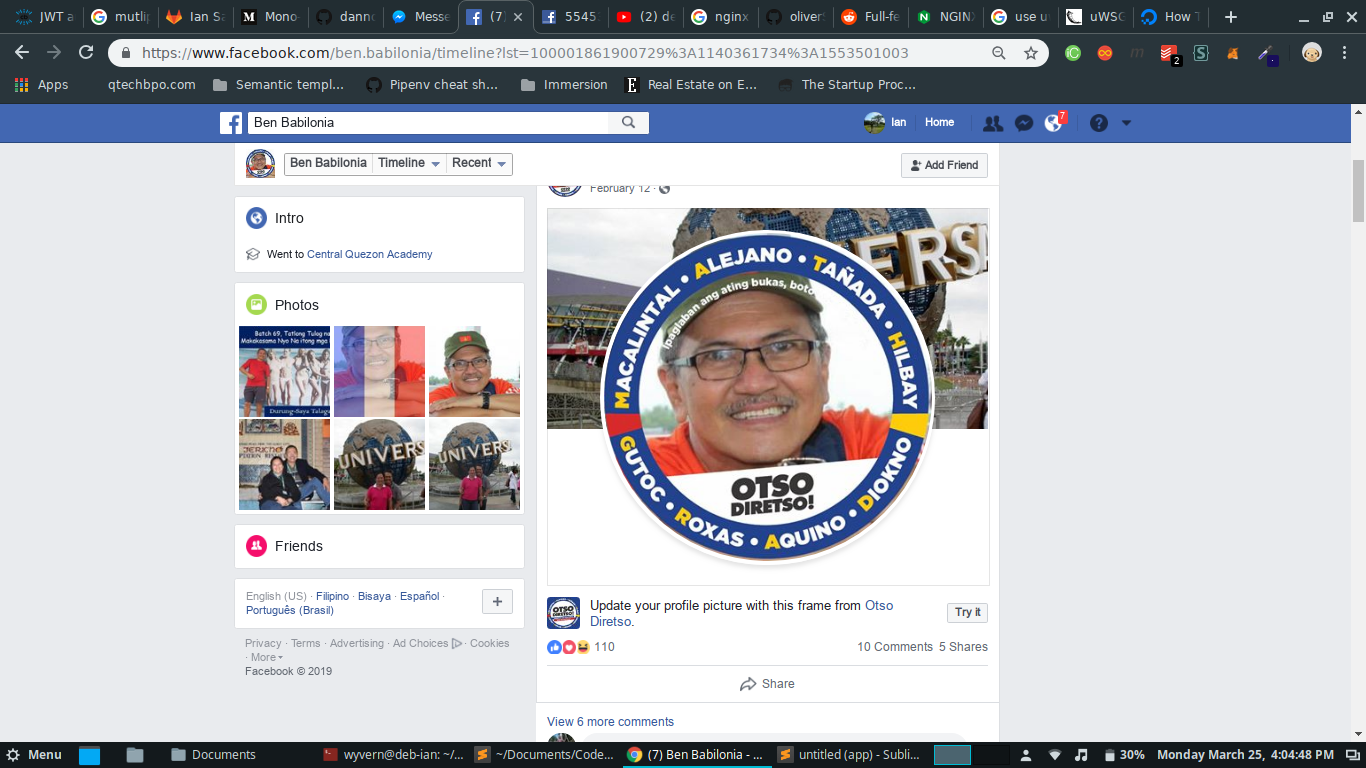 JWT a
mutlip
Ian Sa
Mono-
danno
Messe
(7)
5545
(2) de
nginx
oliver
Full-fe
NGINX
use uv
uWSG
How T
https://www.facebook.com/ben.babilonia/timeline?lst=100001861900729%3A1140361734%3A1553501003
2
Apps
qtechbpo.com
Semantic templ...
Pipenv cheat sh...
Immersion
Real Estate on E...
The Startup Proc...
Ben Babilonia
Ian
Home
7
Ben Babilonia
Timeline
Recent
Add Friend
February 12 ·
Intro
Went to Central Quezon Academy
Photos
Batch 69, Tatlong Tulog na
Makakasama Nyo Na itong mga
JERICHO
UNIVERS
UNIVERS
Friends
English (US) · Filipino · Bisaya · Español ·
Português (Brasil)
Privacy · Terms · Advertising · Ad Choices · Cookies
· More
Facebook © 2019
ERSI
MACALINTAL • ALEJANO • TAÑADA • HILBAY
Ipaglaban ang ating bukas, boto
GUTOC • ROXAS • AQUINO • DIOKNO
OTSO
DIRETSO!
OTSO
DIRETSO!
Update your profile picture with this frame from Otso
Diretso.
Try it
110
10 Comments
5 Shares
Share
View 6 more comments
Menu
Documents
wyvern@deb-ian: ~/...
~/Documents/Code...
(7) Ben Babilonia - ...
untitled (app) - Subli...
30%
Monday March 25, 4:04:48 PM